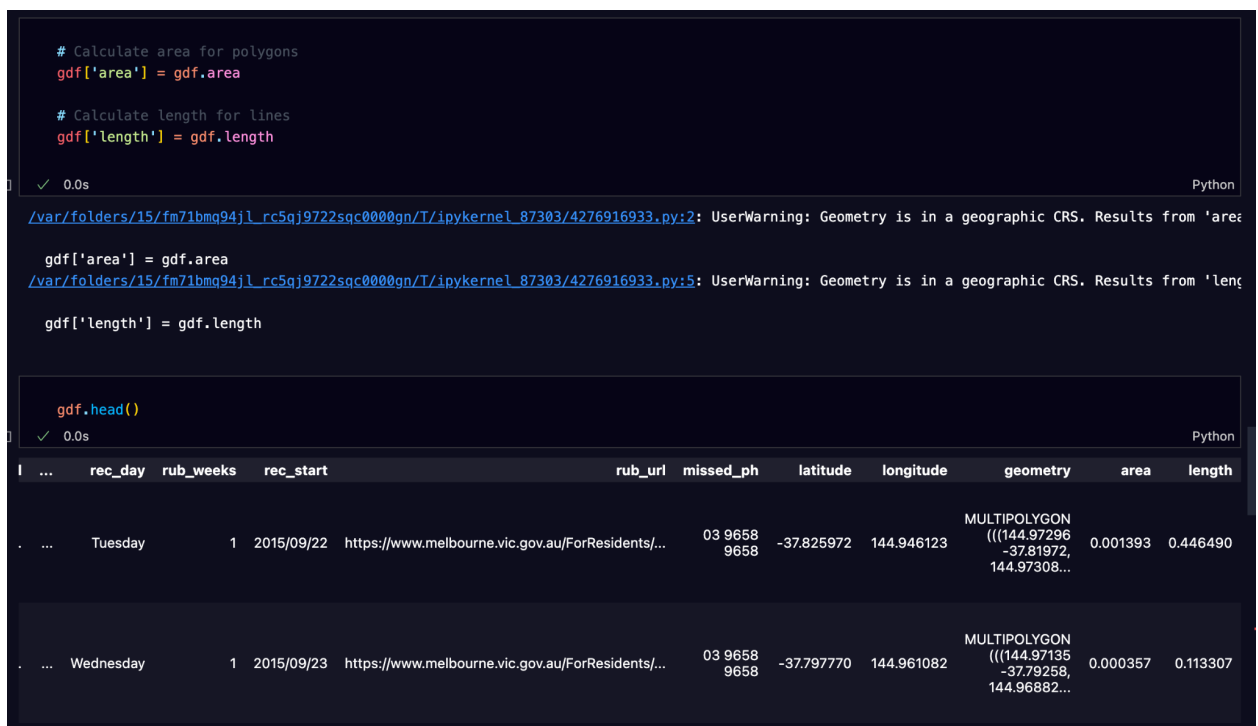 # Calculate area for polygons
gdf['area'] = gdf.area
# Calculate length for lines
gdf['length'] = gdf.length
0.0s Python
/var/folders/15/fm71bmq94jl_rc5qj9722sqc0000gn/T/ipykernel_87303/4276916933.py:2: UserWarning: Geometry is in a geographic CRS. Results from 'area
gdf['area'] = gdf.area
/var/folders/15/fm71bmq94jl_rc5qj9722sqc0000gn/T/ipykernel_87303/4276916933.py:5: UserWarning: Geometry is in a geographic CRS. Results from 'leng
gdf['length'] = gdf.length
gdf.head()
0.0s Python
... rec_day rub_weeks rec_start rub_url missed_ph latitude longitude geometry area length
. ... Tuesday 1 2015/09/22 https://www.melbourne.vic.gov.au/ForResidents/... 03 9658 9658 -37.825972 144.946123 MULTIPOLYGON (((144.97296 -37.81972, 144.97308... 0.001393 0.446490
. ... Wednesday 1 2015/09/23 https://www.melbourne.vic.gov.au/ForResidents/... 03 9658 9658 -37.797770 144.961082 MULTIPOLYGON (((144.97135 -37.79258, 144.96882... 0.000357 0.113307